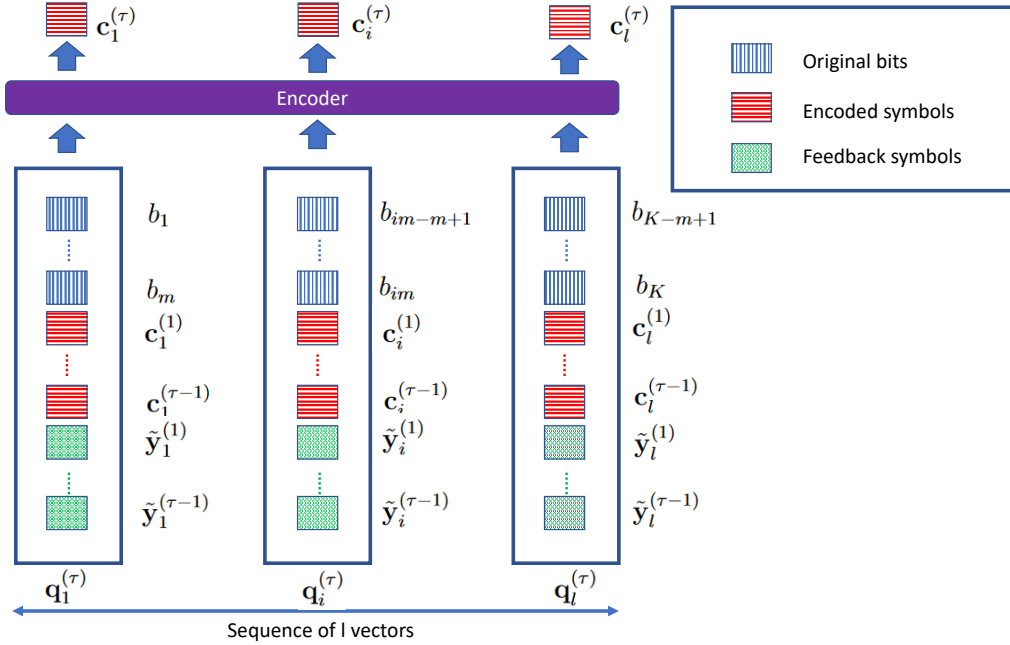 c_1^{(τ)} c_i^{(τ)} c_l^{(τ)}
Encoder
Original bits
Encoded symbols
Feedback symbols
b_1 b_{im-m+1} b_{K-m+1}
b_m b_{im} b_K
c_1^{(1)} c_i^{(1)} c_l^{(1)}
c_1^{(τ-1)} c_i^{(τ-1)} c_l^{(τ-1)}
ỹ_1^{(1)} ỹ_i^{(1)} ỹ_l^{(1)}
ỹ_1^{(τ-1)} ỹ_i^{(τ-1)} ỹ_l^{(τ-1)}
q_1^{(τ)} q_i^{(τ)} q_l^{(τ)}
Sequence of l vectors